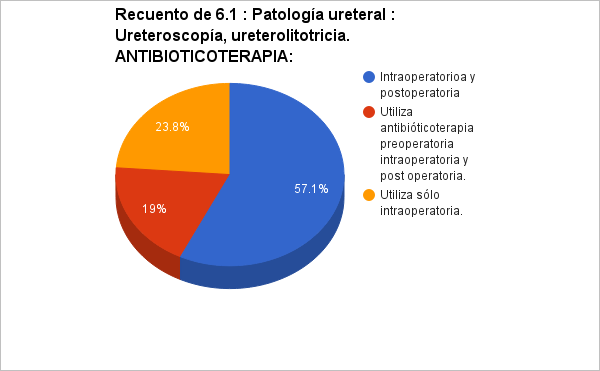 Recuento de 6.1 : Patología ureteral :
Ureteroscopía, ureterolitotricia.
ANTIBIOTICOTERAPIA:
Intraoperatorioa y
postoperatoria
Utiliza
antibióticoterapia
preoperatoria
intraoperatoria y
post operatoria.
Utiliza sólo
intraoperatoria.
23.8%
57.1%
19%